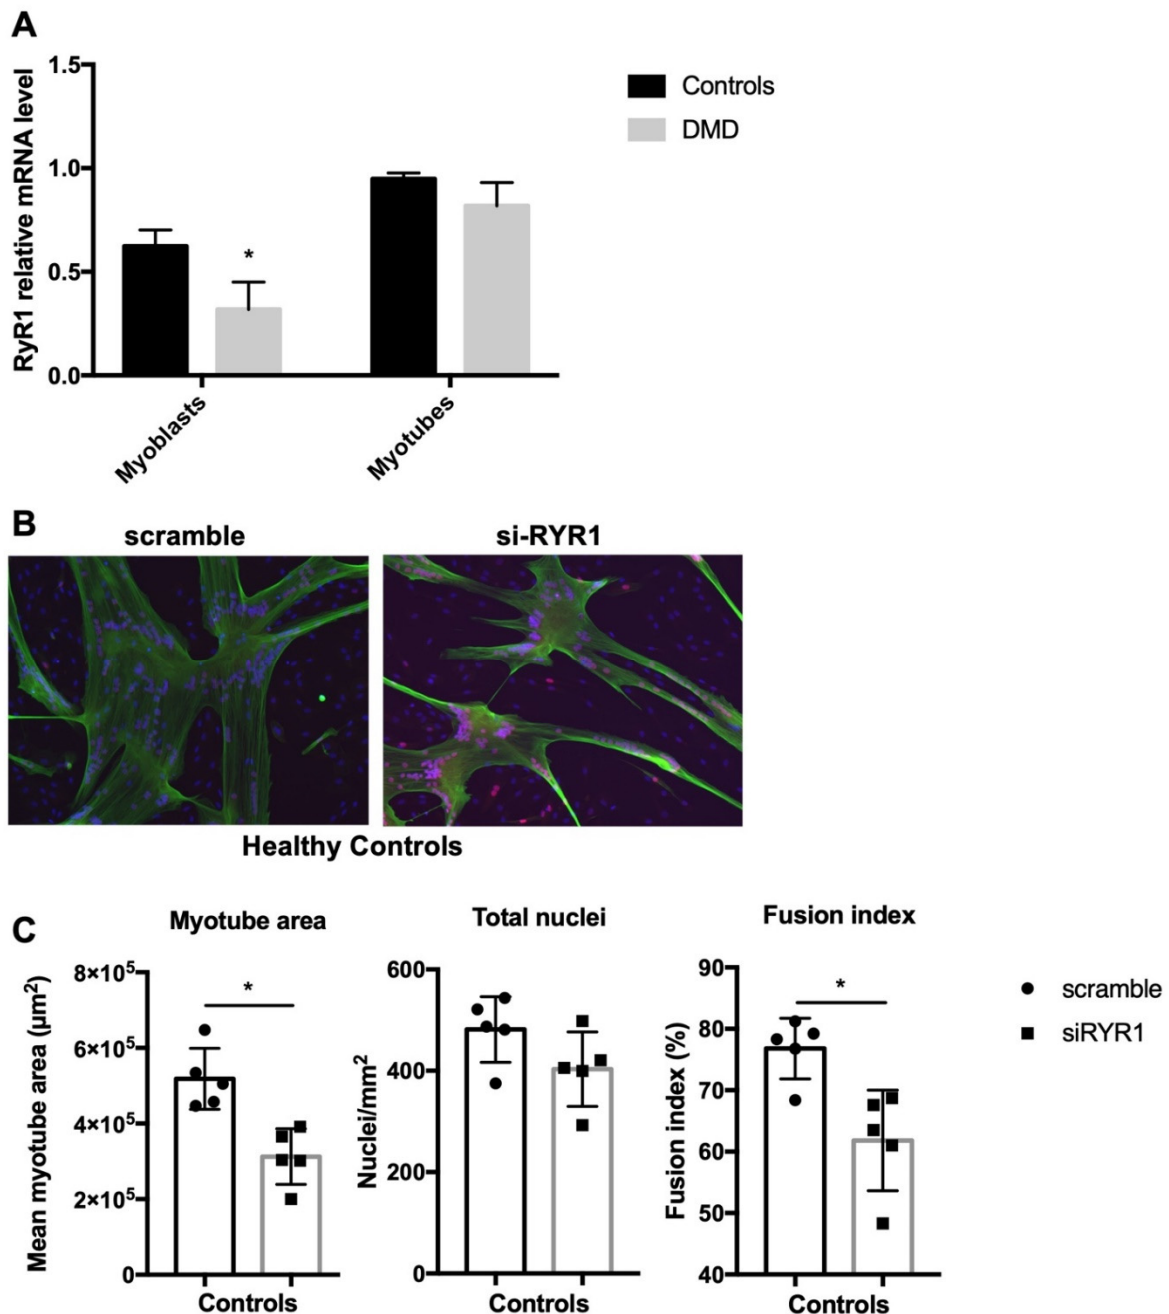 A
RyR1 relative mRNA level
1.5
1.0
0.5
0.0
Myoblasts
Myotubes
Controls
DMD
*
B
scramble
si-RYR1
Healthy Controls
C
Myotube area
Mean myotube area (µm²)
8×10⁵
6×10⁵
4×10⁵
2×10⁵
0
*
Controls
Total nuclei
Nuclei/mm²
600
400
200
0
Controls
Fusion index
Fusion index (%)
90
80
70
60
50
40
*
Controls
scramble
siRYR1